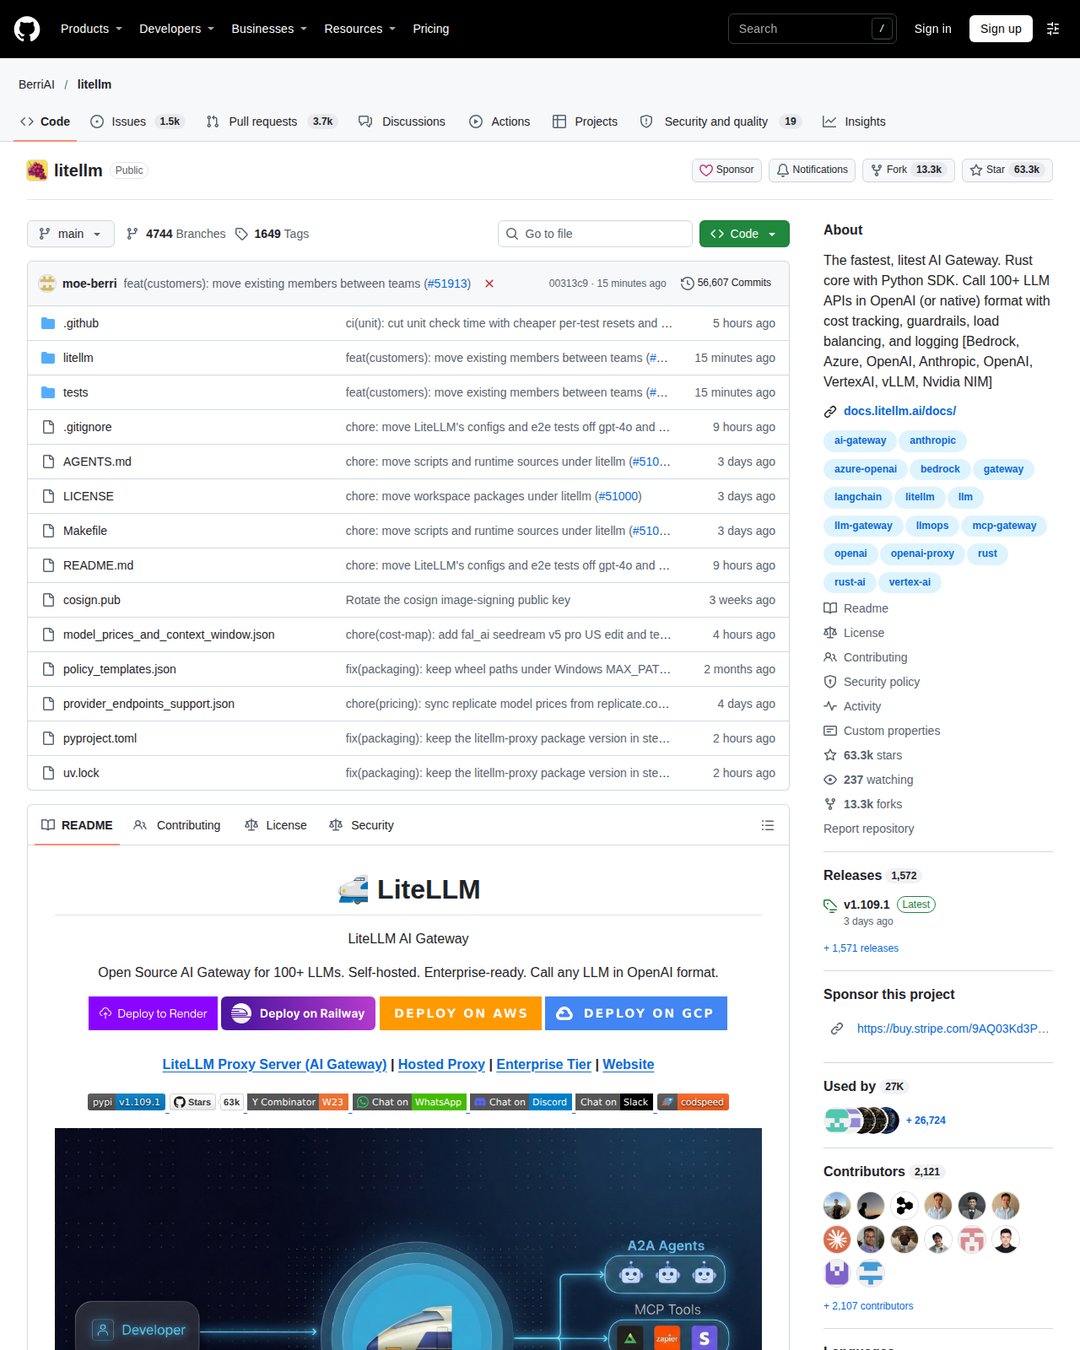 Products Developers Businesses Resources Pricing Search / Sign in Sign up
BerriAI / litellm
Code Issues 1.5k Pull requests 3.7k Discussions Actions Projects Security and quality 19 Insights
litellm Public Sponsor Notifications Fork 13.3k Star 63.3k
main 4744 Branches 1649 Tags Go to file Code
moe-berri feat(customers): move existing members between teams (#51913) 00313c9 · 15 minutes ago 56,607 Commits
.github ci(unit): cut unit check time with cheaper per-test resets and … 5 hours ago
litellm feat(customers): move existing members between teams (#… 15 minutes ago
tests feat(customers): move existing members between teams (#… 15 minutes ago
.gitignore chore: move LiteLLM's configs and e2e tests off gpt-4o and … 9 hours ago
AGENTS.md chore: move scripts and runtime sources under litellm (#510… 3 days ago
LICENSE chore: move workspace packages under litellm (#51000) 3 days ago
Makefile chore: move scripts and runtime sources under litellm (#510… 3 days ago
README.md chore: move LiteLLM's configs and e2e tests off gpt-4o and … 9 hours ago
cosign.pub Rotate the cosign image-signing public key 3 weeks ago
model_prices_and_context_window.json chore(cost-map): add fal_ai seedream v5 pro US edit and te… 4 hours ago
policy_templates.json fix(packaging): keep wheel paths under Windows MAX_PAT… 2 months ago
provider_endpoints_support.json chore(pricing): sync replicate model prices from replicate.co… 4 days ago
pyproject.toml fix(packaging): keep the litellm-proxy package version in ste… 2 hours ago
uv.lock fix(packaging): keep the litellm-proxy package version in ste… 2 hours ago
README Contributing License Security
LiteLLM
LiteLLM AI Gateway
Open Source AI Gateway for 100+ LLMs. Self-hosted. Enterprise-ready. Call any LLM in OpenAI format.
Deploy to Render Deploy on Railway DEPLOY ON AWS DEPLOY ON GCP
LiteLLM Proxy Server (AI Gateway) | Hosted Proxy | Enterprise Tier | Website
pypi v1.109.1 Stars 63k Y Combinator W23 Chat on WhatsApp Chat on Discord Chat on Slack codspeed
A2A Agents
MCP Tools
Developer
zapier
S
About
The fastest, litest AI Gateway. Rust
core with Python SDK. Call 100+ LLM
APIs in OpenAI (or native) format with
cost tracking, guardrails, load
balancing, and logging [Bedrock,
Azure, OpenAI, Anthropic, OpenAI,
VertexAI, vLLM, Nvidia NIM]
docs.litellm.ai/docs/
ai-gateway anthropic
azure-openai bedrock gateway
langchain litellm llm
llm-gateway llmops mcp-gateway
openai openai-proxy rust
rust-ai vertex-ai
Readme
License
Contributing
Security policy
Activity
Custom properties
63.3k stars
237 watching
13.3k forks
Report repository
Releases 1,572
v1.109.1 Latest
3 days ago
+ 1,571 releases
Sponsor this project
https://buy.stripe.com/9AQ03Kd3P…
Used by 27K
+ 26,724
Contributors 2,121
+ 2,107 contributors